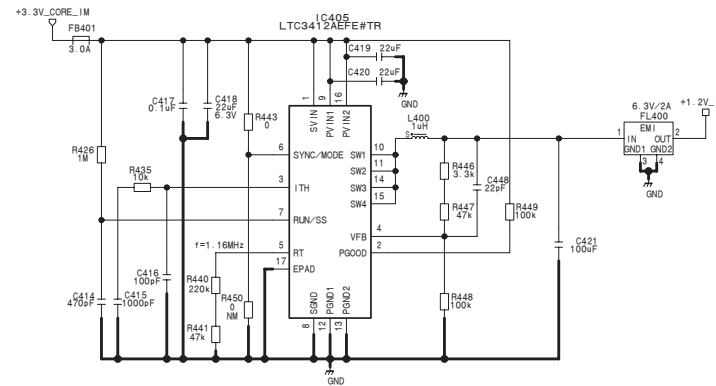 +3.3V_CORE_IM
FB401
3.0A
IC405
LTC3412AEFE#TR
C419 22uF
C420 22uF
GND
C417
0.1uF
C418
22uF
6.3V
R443
0
1
9
16
SVIN
PVIN1
PVIN2
L400
1uH
S
6.3V/2A
FL400
+1.2V_
EMI
1
IN
OUT
2
GND1
GND2
3
4
GND
R426
1M
R435
10k
6
SYNC/MODE
3
ITH
7
RUN/SS
5
RT
17
EPAD
SW1
10
SW2
11
SW3
14
SW4
15
VFB
4
PGOOD
2
R446
3.3k
C448
22pF
R447
47k
R449
100k
C421
100uF
f=1.16MHz
C416
100pF
R440
220k
R450
0
NM
R448
100k
C414
470pF
C415
1000pF
R441
47k
SGND
PGND1
PGND2
8
12
13
GND